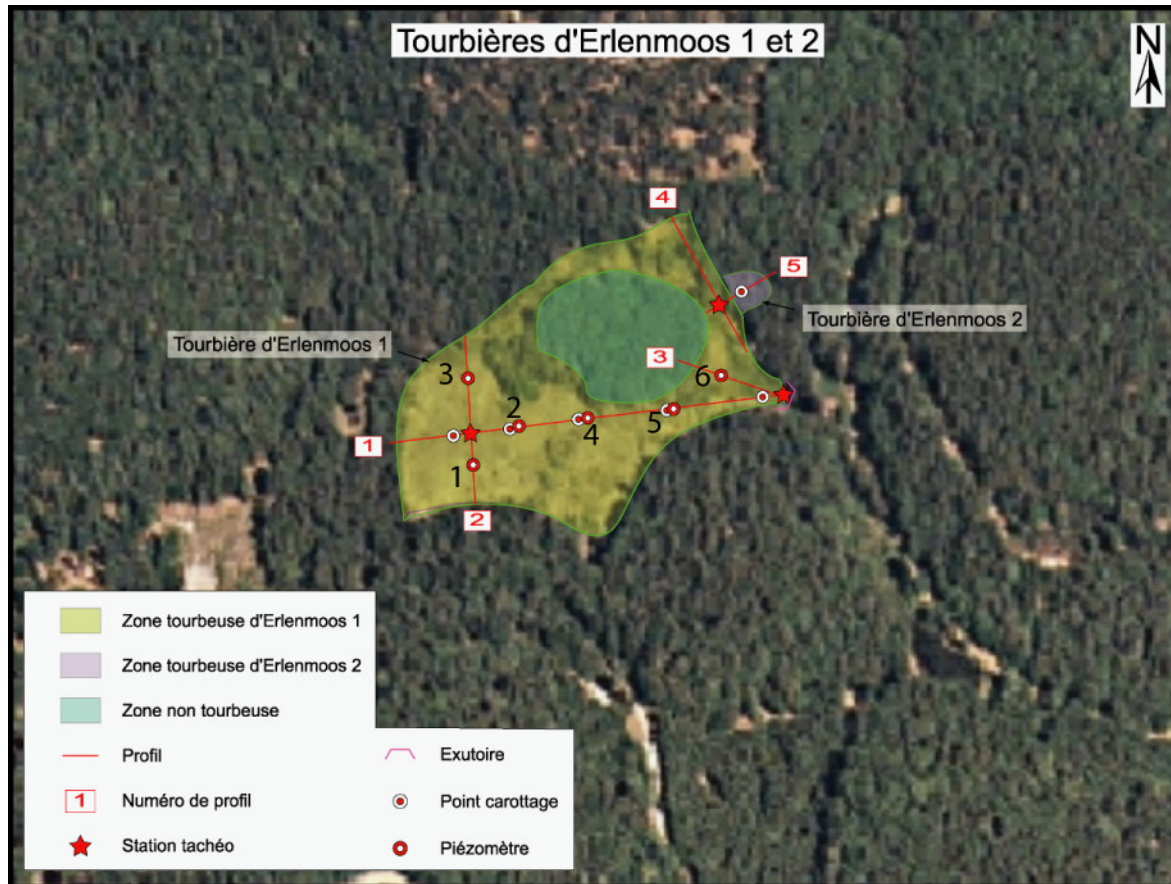 Tourbières d'Erlenmoos 1 et 2
N
4
5
Tourbière d'Erlenmoos 2
Tourbière d'Erlenmoos 1
3
3
6
2
4
5
1
1
2
Zone tourbeuse d'Erlenmoos 1
Zone tourbeuse d'Erlenmoos 2
Zone non tourbeuse
Profil
Exutoire
1 Numéro de profil
Point carottage
Station tachéo
Piézomètre